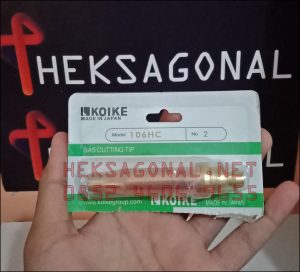 HEKSAGONAL
KOIKE
MADE IN JAPAN
Model 106HC No. 2
GAS CUTTING TIP
HEKSAGONAL.NET
www.koikegroup.com KOIKE MADE IN JAPAN